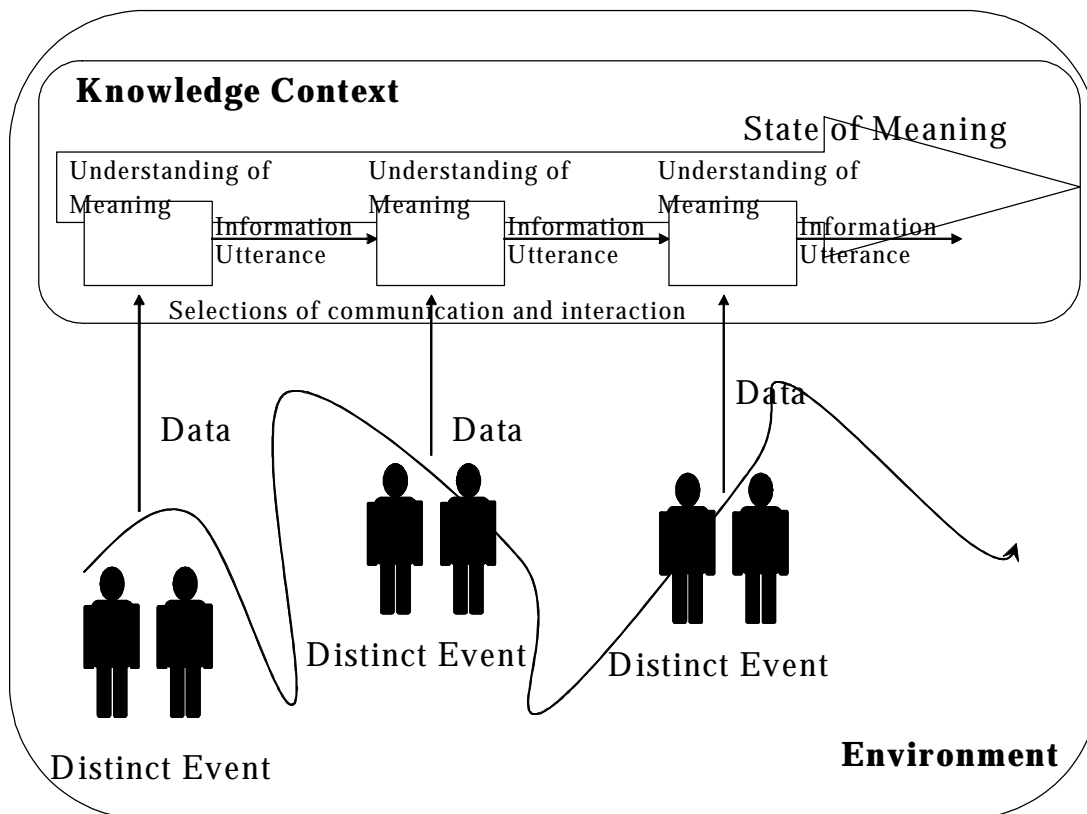 Knowledge Context
State of Meaning
Understanding of
Meaning
Understanding of
Meaning
Understanding of
Meaning
Information
Utterance
Information
Utterance
Information
Utterance
Selections of communication and interaction
Data
Data
Data
Distinct Event
Distinct Event
Distinct Event
Environment